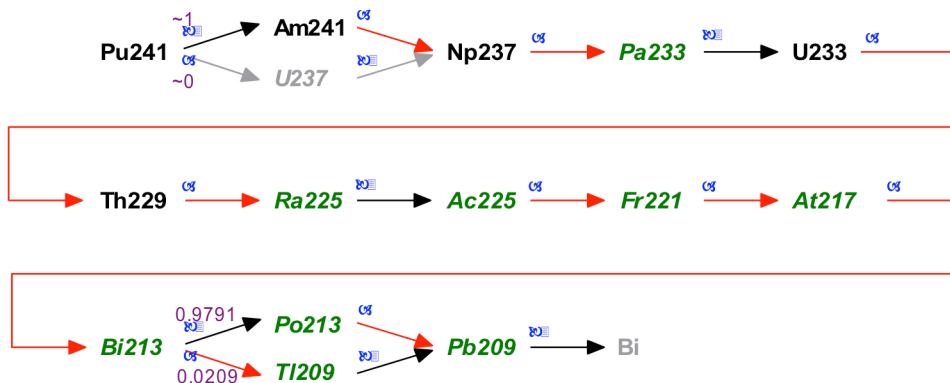 ~1
Pu241 Am241 Np237 Pa233 U233
~0 U237
Th229 Ra225 Ac225 Fr221 At217
0.9791
Bi213 Po213 Pb209 Bi
0.0209 Tl209